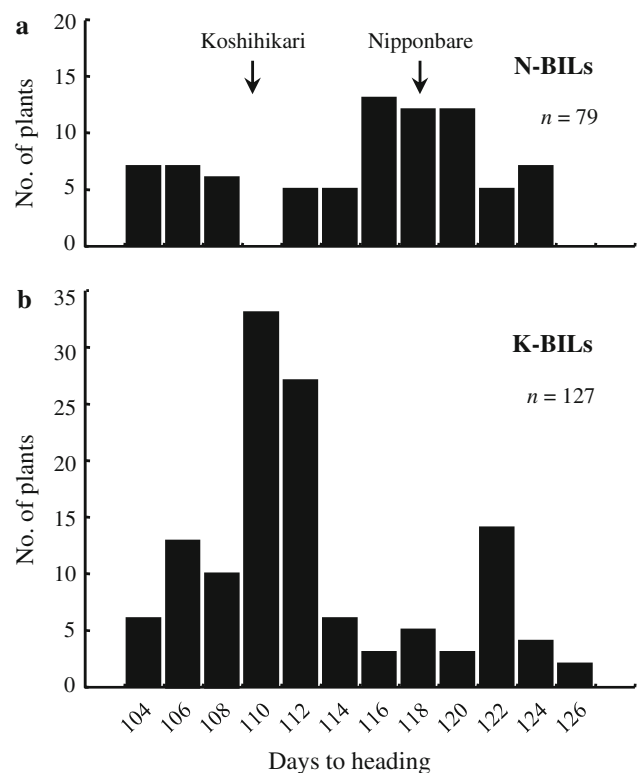 a
Koshihikari
Nipponbare
N-BILs
n = 79
No. of plants
20
15
10
5
0
b
K-BILs
n = 127
No. of plants
35
30
25
20
15
10
5
0
104 106 108 110 112 114 116 118 120 122 124 126
Days to heading